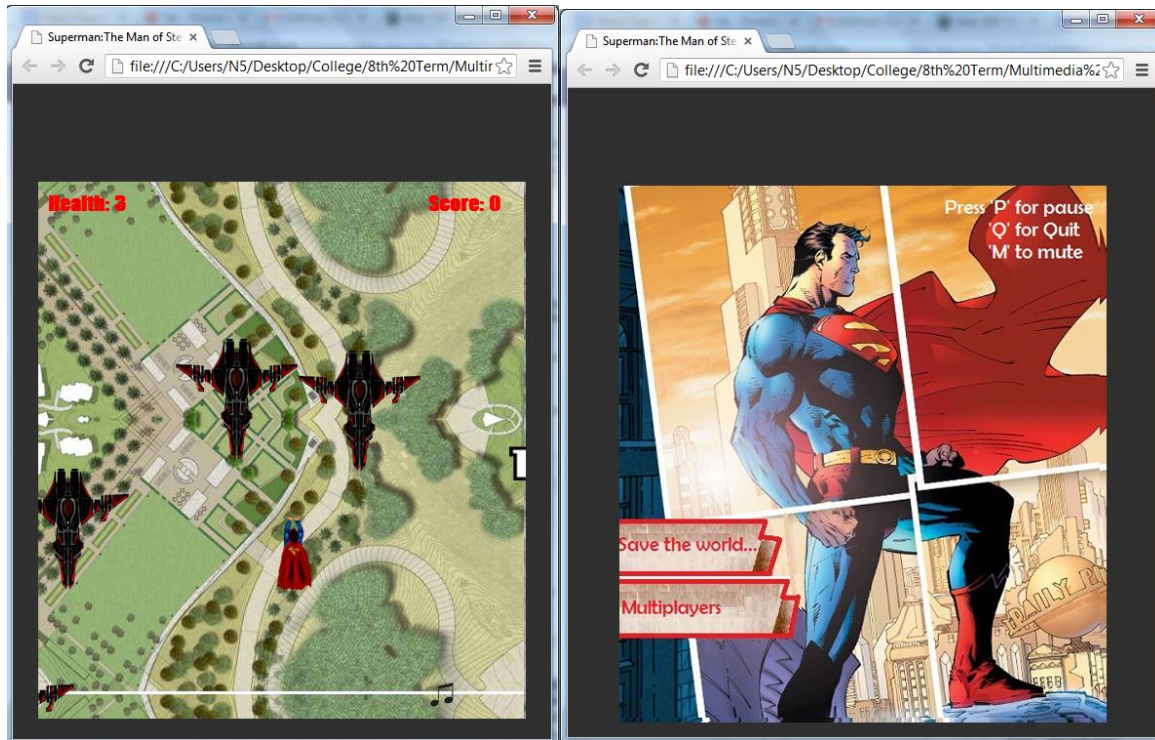 Superman:The Man of Ste
file:///C:/Users/N5/Desktop/College/8th%20Term/Multir
Health: 3
Score: 0
Superman:The Man of Ste
file:///C:/Users/N5/Desktop/College/8th%20Term/Multimedia%2
Press 'P' for pause
'Q' for Quit
'M' to mute
Save the world...
Multiplayers
DAILY P